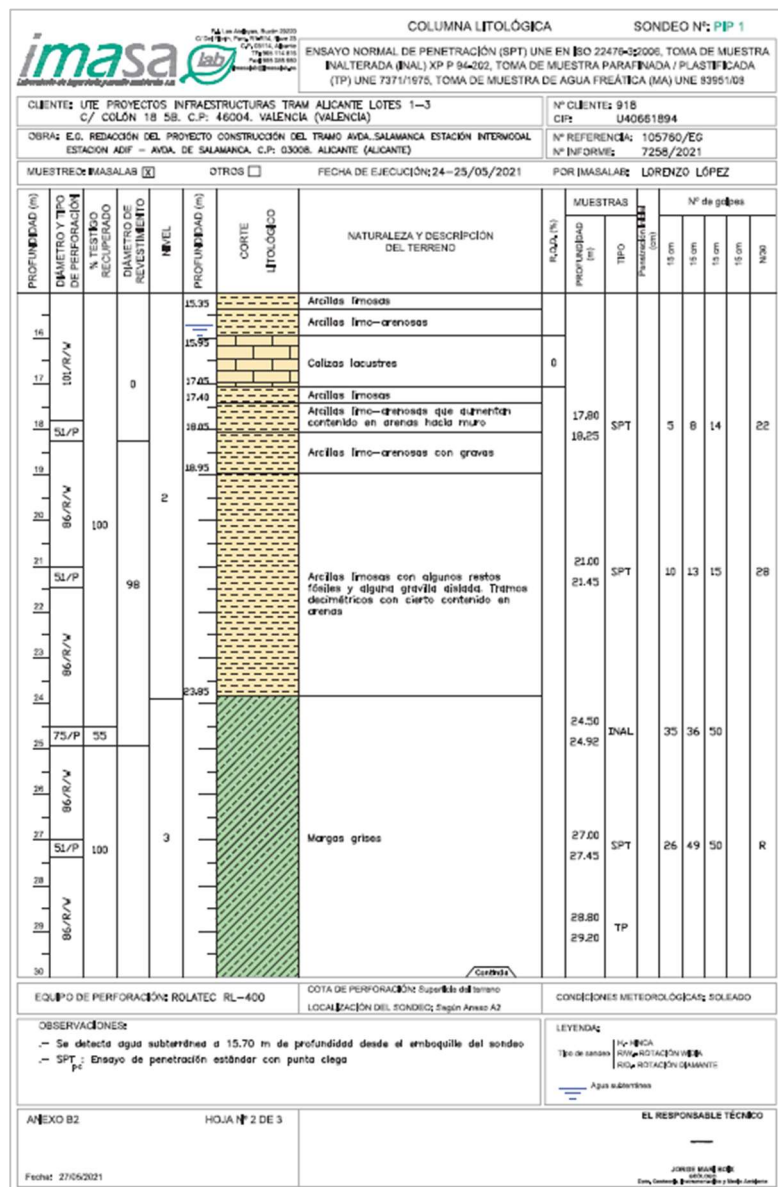 imasa lab
COLUMNA LITOLÓGICA
SONDEO Nº: PIP 1
ENSAYO NORMAL DE PENETRACIÓN (SPT) UNE EN ISO 22476-3:2006, TOMA DE MUESTRA
INALTERADA (INAL) XP P 94-202, TOMA DE MUESTRA PARAFINADA / PLASTIFICADA
(TP) UNE 7371/1975, TOMA DE MUESTRA DE AGUA FREÁTICA (MA) UNE 83951/08
CLIENTE: UTE PROYECTOS INFRAESTRUCTURAS TRAM ALICANTE LOTES 1-3
C/ COLÓN 18 5B. C.P: 46004. VALENCIA (VALENCIA)
Nº CLIENTE: 918
CIF: U40661894
OBRA: E.G. REDACCIÓN DEL PROYECTO CONSTRUCCIÓN DEL TRAMO AVDA. SALAMANCA ESTACIÓN INTERMODAL
ESTACION ADIF - AVDA. DE SALAMANCA. C.P: 03008. ALICANTE (ALICANTE)
Nº REFERENCIA: 105760/EG
Nº INFORME: 7258/2021
MUESTREO: IMASALAB X
OTROS
FECHA DE EJECUCIÓN: 24-25/05/2021
POR IMASALAB: LORENZO LÓPEZ
PROFUNDIDAD (m)
DIÁMETRO Y TIPO DE PERFORACIÓN
% TESTIGO RECUPERADO
DIÁMETRO DE REVESTIMIENTO
NIVEL
PROFUNDIDAD (m)
CORTE LITOLÓGICO
NATURALEZA Y DESCRIPCIÓN
DEL TERRENO
R.Q.D. (%)
MUESTRAS
PROFUNDIDAD (m)
TIPO
(cm)
Nº de golpes
15 cm
15 cm
15 cm
15 cm
N30
15.35
Arcillas limosas
Arcillas limo-arenosas
16
15.95
101/R/W
Calizas lacustres
0
17
0
17.05
17.40
Arcillas limosas
Arcillas limo-arenosas que aumentan
contenido en arenas hacia muro
17.80
18.25
SPT
5
8
14
22
18
51/P
18.05
Arcillas limo-arenosas con gravas
19
18.95
86/R/W
2
20
100
21
51/P
98
Arcillas limosas con algunos restos
fósiles y alguna gravilla aislada. Tramos
decimétricos con cierto contenido en
arenas
21.00
21.45
SPT
10
13
15
28
22
86/R/W
23
23.85
24
24.50
24.92
INAL
35
36
50
75/P
55
25
86/R/W
26
27
51/P
100
3
Margas grises
27.00
27.45
SPT
26
49
50
R
28
86/R/W
29
28.80
29.20
TP
30
Continúa
EQUIPO DE PERFORACIÓN: ROLATEC RL-400
COTA DE PERFORACIÓN: Superficie del terreno
LOCALIZACIÓN DEL SONDEO: Según Anexo A2
CONDICIONES METEOROLÓGICAS: SOLEADO
OBSERVACIONES:
.- Se detecta agua subterránea a 15.70 m de profundidad desde el emboquille del sondeo
.- SPT pc : Ensayo de penetración estándar con punta ciega
LEYENDA:
Tipo de sondeo
H.- HINCA
R/W.- ROTACIÓN WIDIA
R/D.- ROTACIÓN DIAMANTE
Agua subterránea
ANEXO B2
HOJA Nº 2 DE 3
Fecha: 27/05/2021
EL RESPONSABLE TÉCNICO